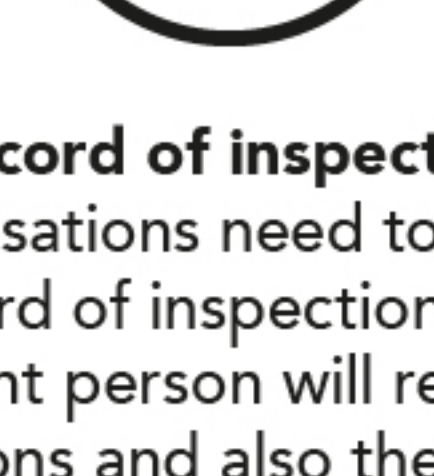 cord of inspect
sations need to
rd of inspection
nt person will re
ons and also the